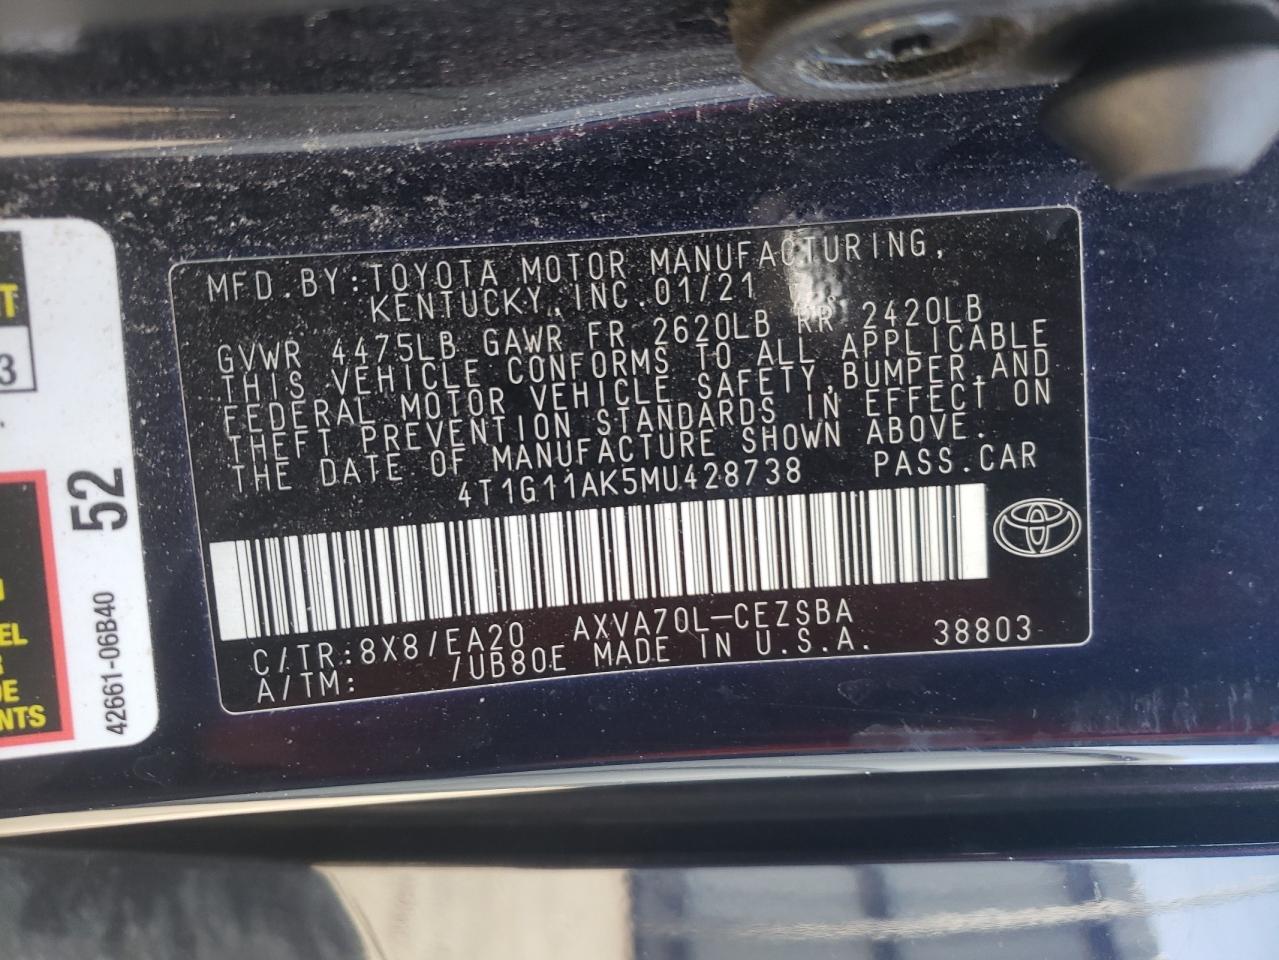 MFD.BY:TOYOTA MOTOR MANUFACTURING,
KENTUCKY,INC.01/21
GVWR 4475LB GAWR FR 2620LB RR 2420LB
THIS VEHICLE CONFORMS TO ALL APPLICABLE
FEDERAL MOTOR VEHICLE SAFETY,BUMPER,AND
THEFT PREVENTION STANDARDS IN EFFECT ON
THE DATE OF MANUFACTURE SHOWN ABOVE.
4T1G11AK5MU428738 PASS.CAR
C/TR:8X8/EA20 AXVA70L-CEZSBA
A/TM: /UB80E MADE IN U.S.A. 38803
52
42661-06B40
3
NTS